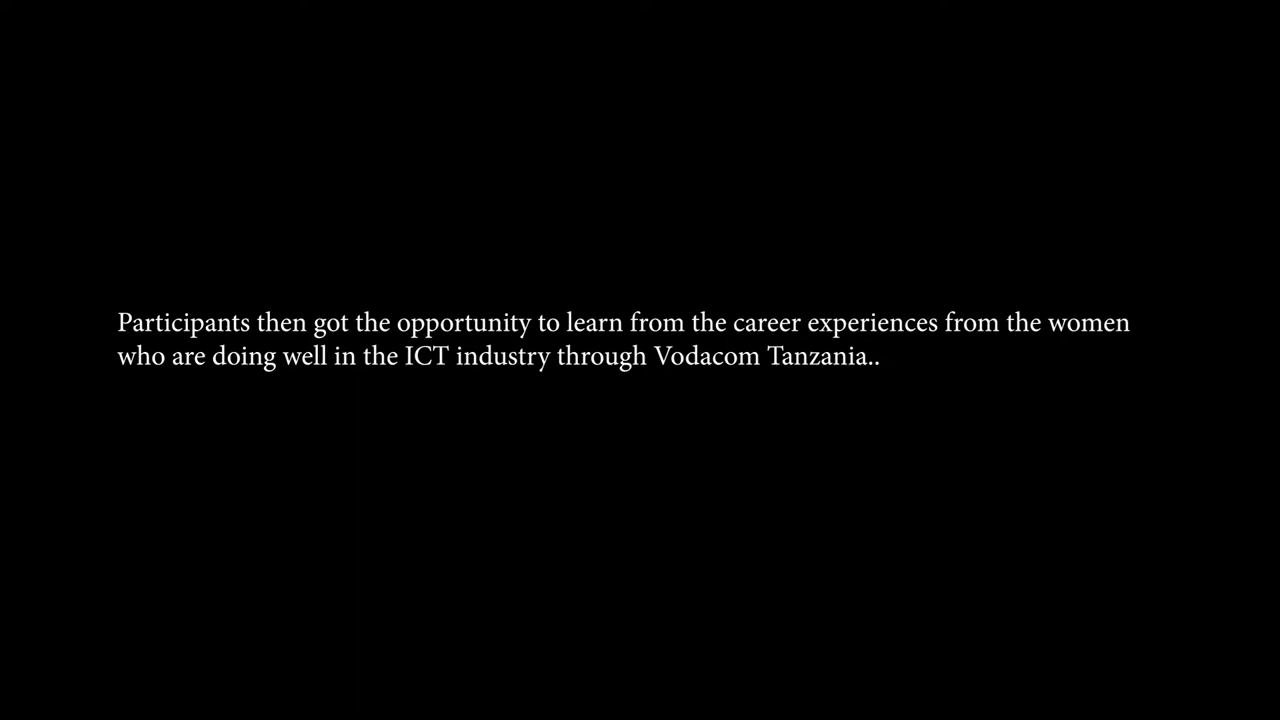 Participants then got the opportunity to learn from the career experiences from the women
who are doing well in the ICT industry through Vodacom Tanzania..